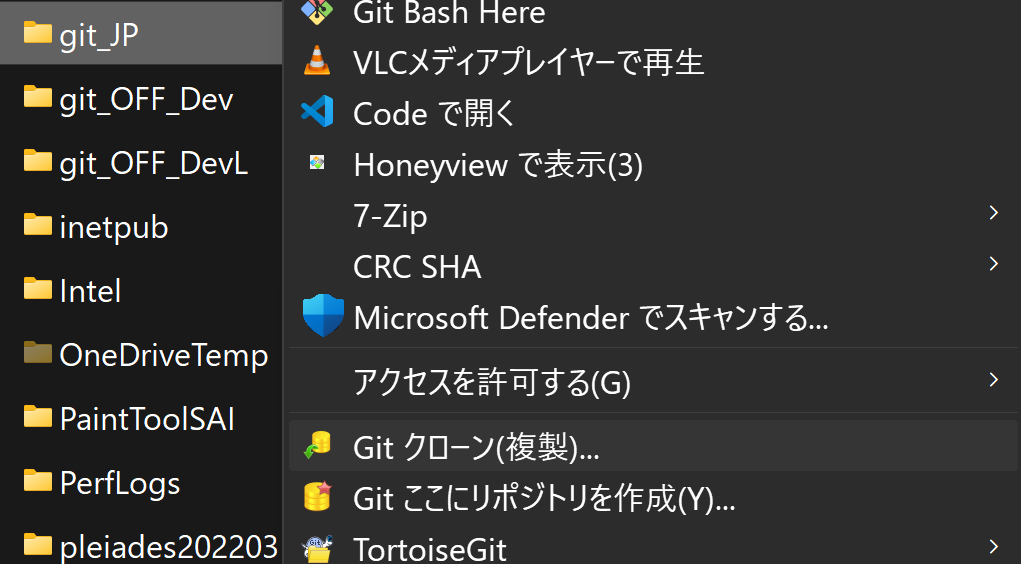 git_JP
git_OFF_Dev
git_OFF_DevL
inetpub
Intel
OneDriveTemp
PaintToolSAI
PerfLogs
pleiades202203
Git Bash Here
VLCメディアプレイヤーで再生
Code で開く
Honeyview で表示(3)
7-Zip
CRC SHA
Microsoft Defender でスキャンする...
アクセスを許可する(G)
Git クローン(複製)...
Git ここにリポジトリを作成(Y)...
TortoiseGit